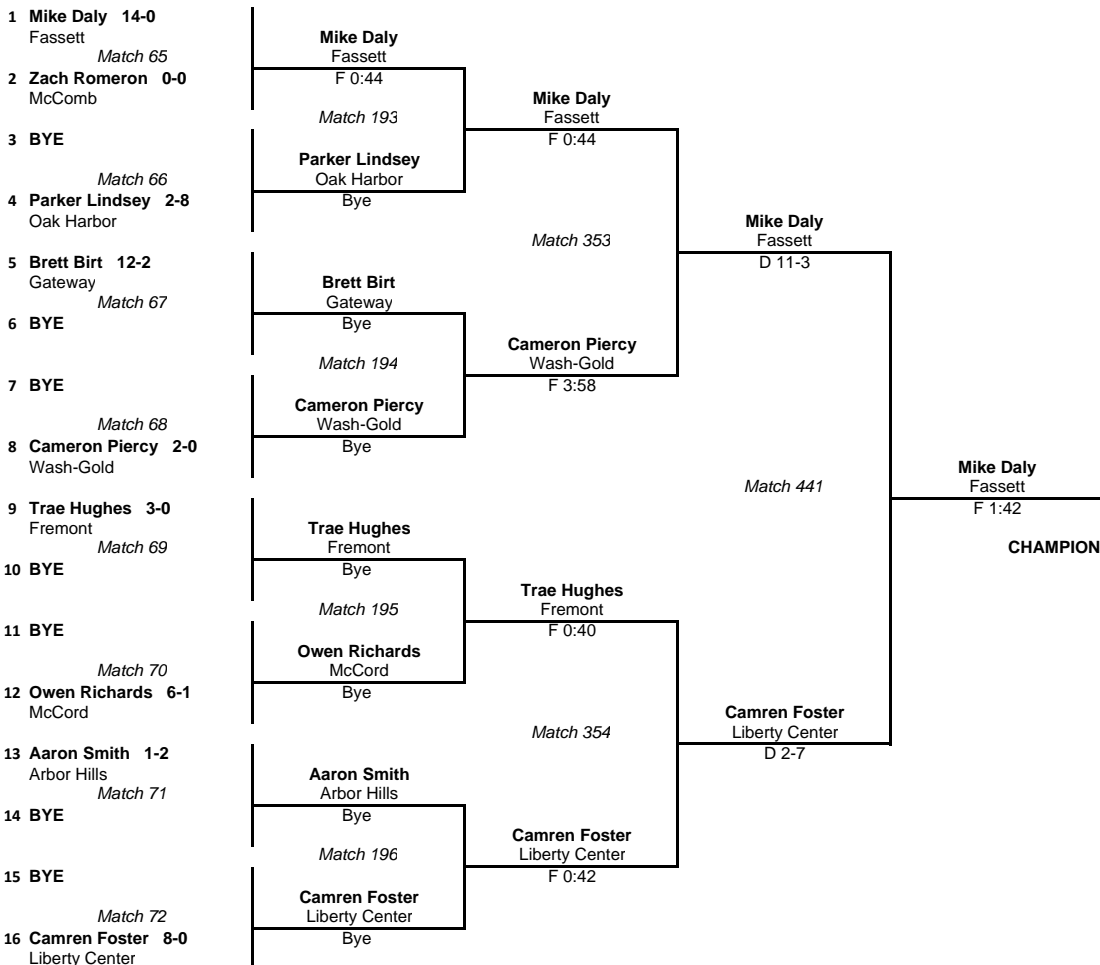 1 Mike Daly 14-0
Fassett
Match 65
2 Zach Romeron 0-0
McComb
3 BYE
Match 66
4 Parker Lindsey 2-8
Oak Harbor
5 Brett Birt 12-2
Gateway
Match 67
6 BYE
7 BYE
Match 68
8 Cameron Piercy 2-0
Wash-Gold
9 Trae Hughes 3-0
Fremont
Match 69
10 BYE
11 BYE
Match 70
12 Owen Richards 6-1
McCord
13 Aaron Smith 1-2
Arbor Hills
Match 71
14 BYE
15 BYE
Match 72
16 Camren Foster 8-0
Liberty Center
Mike Daly
Fassett
F 0:44
Match 193
Parker Lindsey
Oak Harbor
Bye
Brett Birt
Gateway
Bye
Match 194
Cameron Piercy
Wash-Gold
Bye
Trae Hughes
Fremont
Bye
Match 195
Owen Richards
McCord
Bye
Aaron Smith
Arbor Hills
Bye
Match 196
Camren Foster
Liberty Center
Bye
Mike Daly
Fassett
F 0:44
Match 353
Cameron Piercy
Wash-Gold
F 3:58
Trae Hughes
Fremont
F 0:40
Match 354
Camren Foster
Liberty Center
F 0:42
Mike Daly
Fassett
D 11-3
Match 441
Camren Foster
Liberty Center
D 2-7
Mike Daly
Fassett
F 1:42
CHAMPION